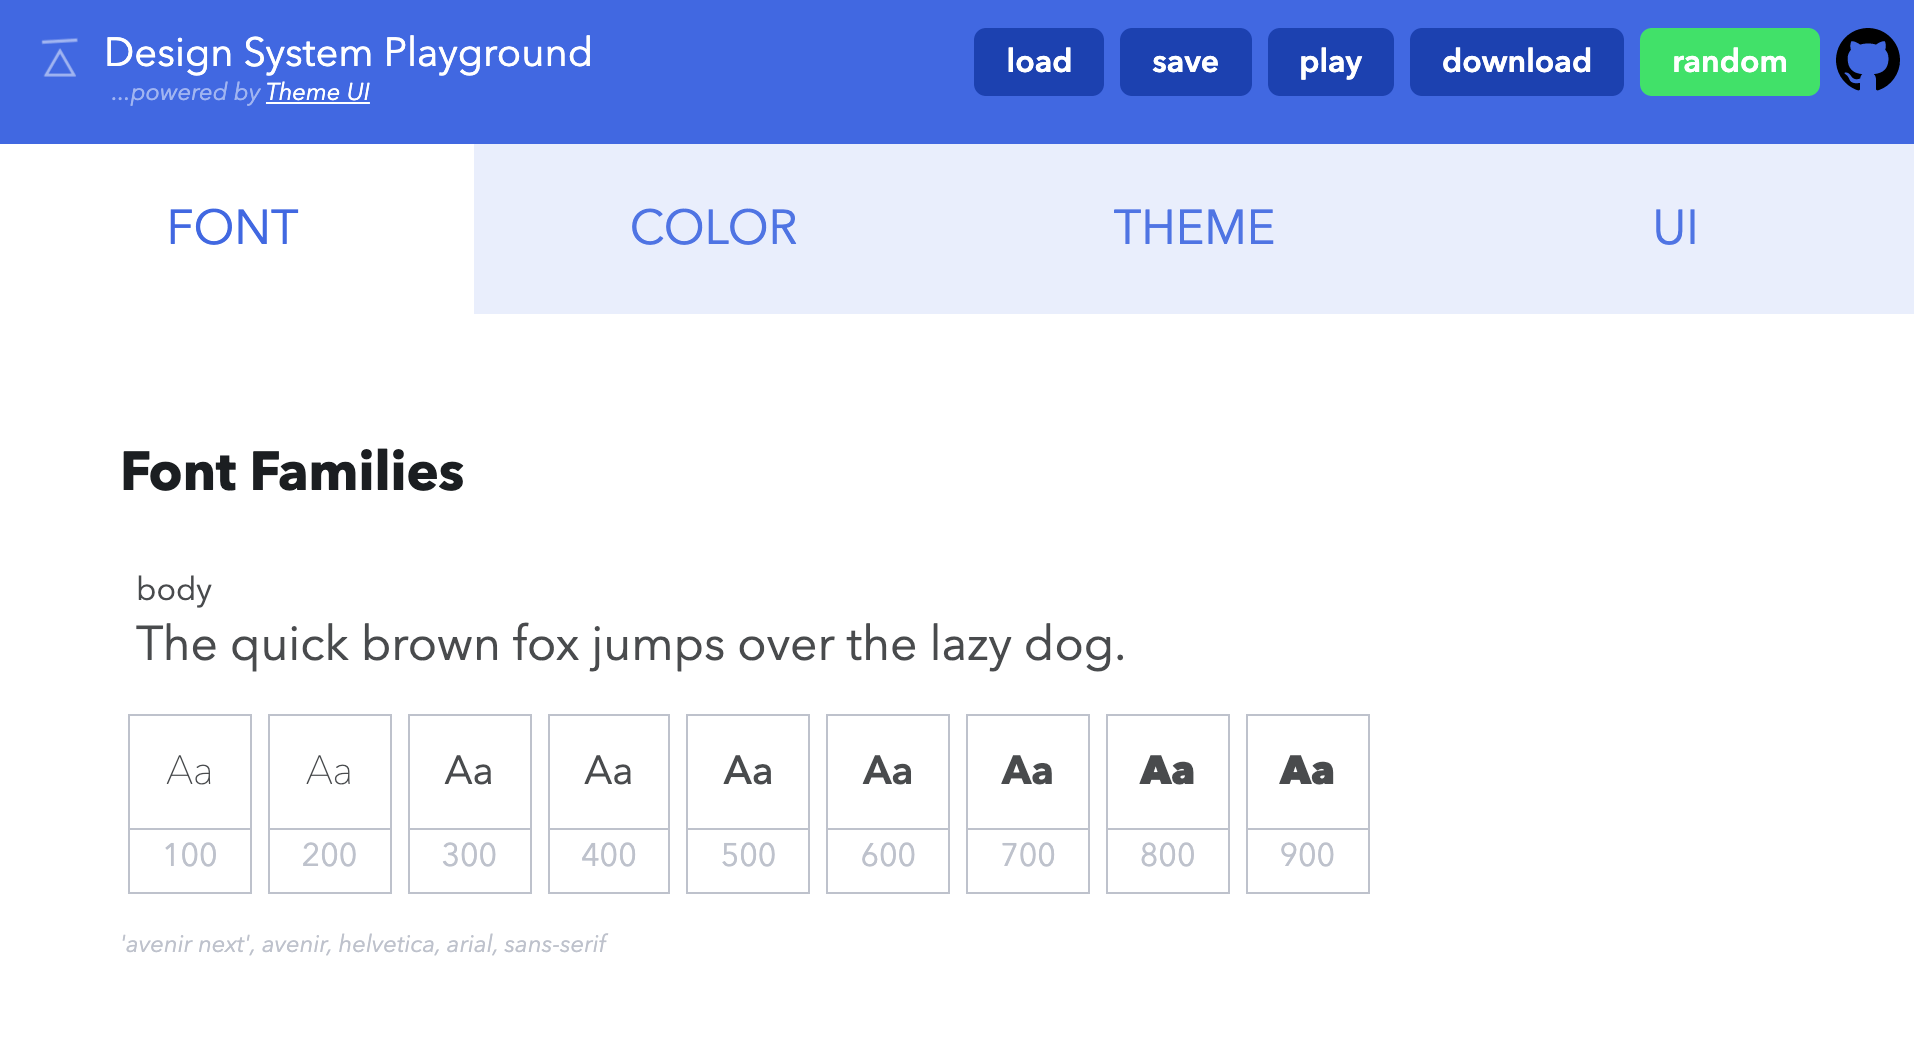 Design System Playground
...powered by Theme UI
load save play download random
FONT COLOR THEME UI
Font Families
body
The quick brown fox jumps over the lazy dog.
Aa Aa Aa Aa Aa Aa Aa Aa Aa
100 200 300 400 500 600 700 800 900
'avenir next', avenir, helvetica, arial, sans-serif